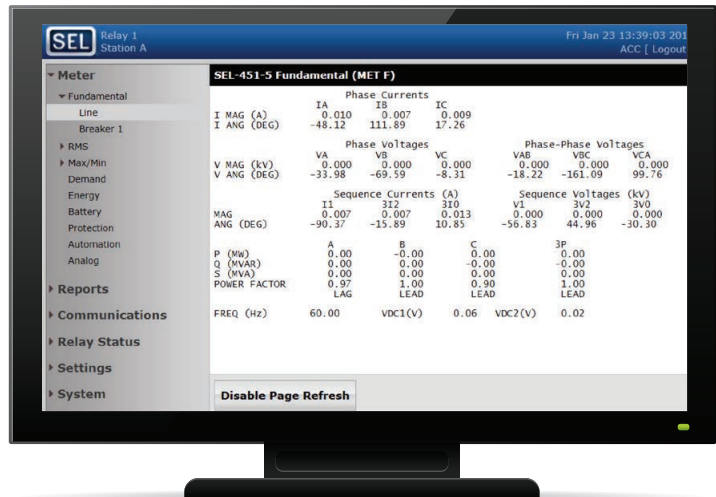 SEL
Relay 1
Station A
Fri Jan 23 13:39:03 201
ACC [ Logout
Meter
Fundamental
Line
Breaker 1
RMS
Max/Min
Demand
Energy
Battery
Protection
Automation
Analog
Reports
Communications
Relay Status
Settings
System
SEL-451-5 Fundamental (MET F)
Phase Currents
IA IB IC
I MAG (A) 0.010 0.007 0.009
I ANG (DEG) -48.12 111.89 17.26
Phase Voltages Phase-Phase Voltages
VA VB VC VAB VBC VCA
V MAG (kV) 0.000 0.000 0.000 0.000 0.000 0.000
V ANG (DEG) -33.98 -69.59 -8.31 -18.22 -161.09 99.76
Sequence Currents (A) Sequence Voltages (kV)
I1 3I2 3I0 V1 3V2 3V0
MAG 0.007 0.007 0.013 0.000 0.000 0.000
ANG (DEG) -90.37 -15.89 10.85 -56.83 44.96 -30.30
A B C 3P
P (MW) 0.00 -0.00 0.00 0.00
Q (MVAR) 0.00 0.00 -0.00 -0.00
S (MVA) 0.00 0.00 0.00 0.00
POWER FACTOR 0.97 1.00 0.90 1.00
LAG LEAD LEAD LEAD
FREQ (Hz) 60.00 VDC1(V) 0.06 VDC2(V) 0.02
Disable Page Refresh